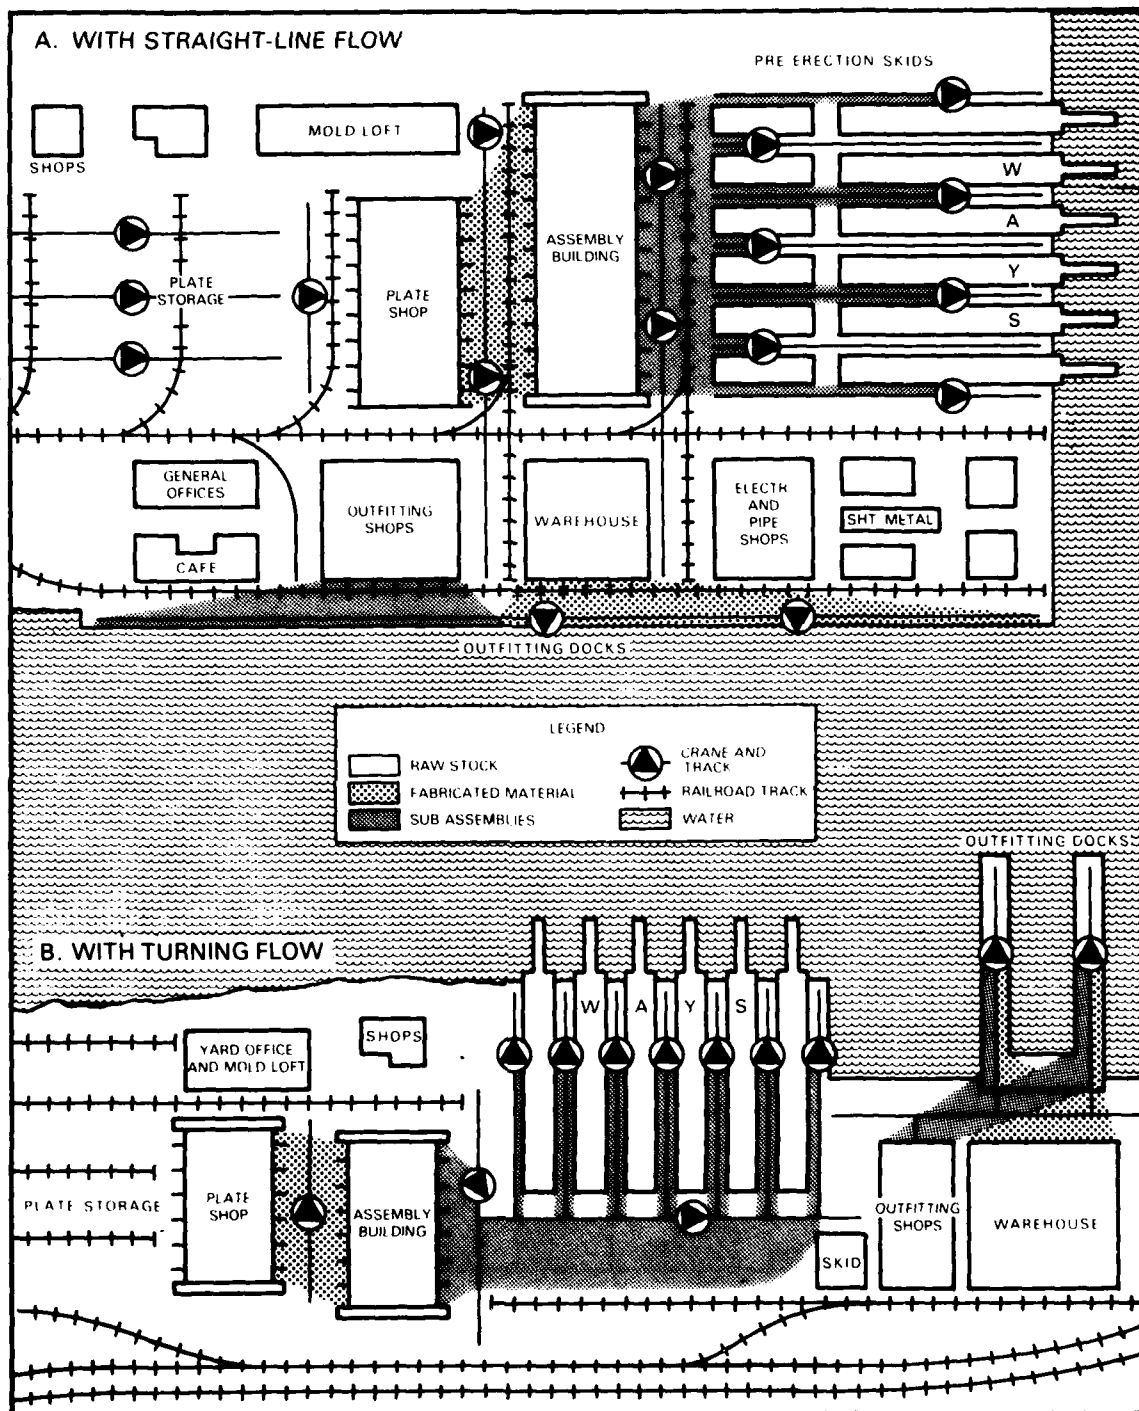 A. WITH STRAIGHT-LINE FLOW
PRE ERECTION SKIDS
SHOPS
MOLD LOFT
W
A
Y
S
PLATE
STORAGE
PLATE
SHOP
ASSEMBLY
BUILDING
GENERAL
OFFICES
CAFE
OUTFITTING
SHOPS
WAREHOUSE
ELECTR
AND
PIPE
SHOPS
SHT METAL
OUTFITTING DOCKS
LEGEND
RAW STOCK
FABRICATED MATERIAL
SUB ASSEMBLIES
CRANE AND
TRACK
RAILROAD TRACK
WATER
OUTFITTING DOCKS
B. WITH TURNING FLOW
W A Y S
YARD OFFICE
AND MOLD LOFT
SHOPS
PLATE STORAGE
PLATE
SHOP
ASSEMBLY
BUILDING
SKID
OUTFITTING
SHOPS
WAREHOUSE